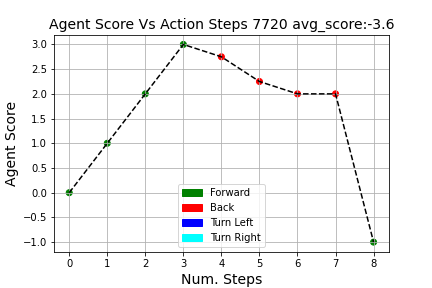 Agent Score Vs Action Steps 7720 avg_score:-3.6
Agent Score
3.0
2.5
2.0
1.5
1.0
0.5
0.0
−0.5
−1.0
Forward
Back
Turn Left
Turn Right
0 1 2 3 4 5 6 7 8
Num. Steps